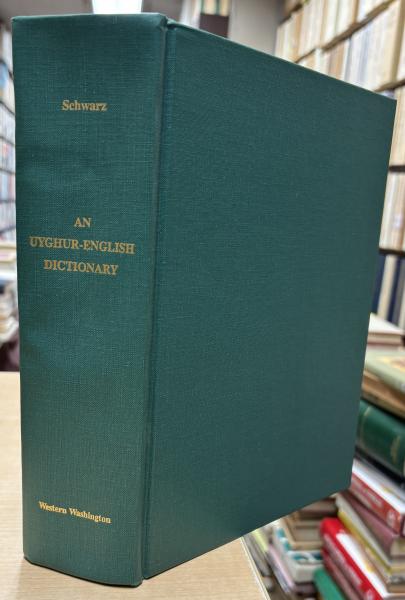 Schwarz
AN
UYGHUR-ENGLISH
DICTIONARY
Western Washington